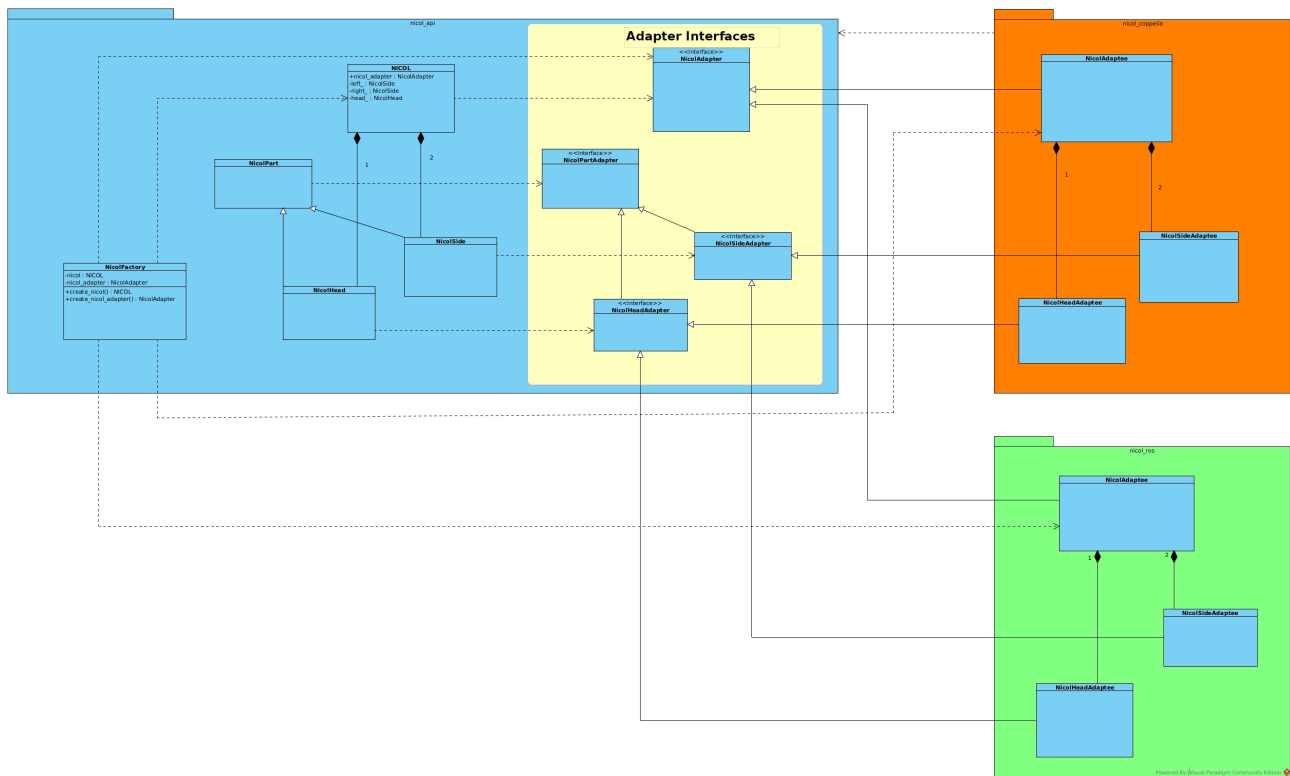 nicol_api
Adapter Interfaces
<<Interface>>
NicolAdapter
NICOL
+nicol_adapter : NicolAdapter
-left_ : NicolSide
-right_ : NicolSide
-head_ : NicolHead
1
2
NicolPart
<<Interface>>
NicolPartAdapter
NicolSide
<<Interface>>
NicolSideAdapter
NicolFactory
-nicol : NICOL
-nicol_adapter : NicolAdapter
+create_nicol() : NICOL
+create_nicol_adapter() : NicolAdapter
NicolHead
<<Interface>>
NicolHeadAdapter
nicol_coppelia
NicolAdaptee
1
2
NicolSideAdaptee
NicolHeadAdaptee
nicol_ros
NicolAdaptee
1
2
NicolSideAdaptee
NicolHeadAdaptee
Powered By Visual Paradigm Community Edition